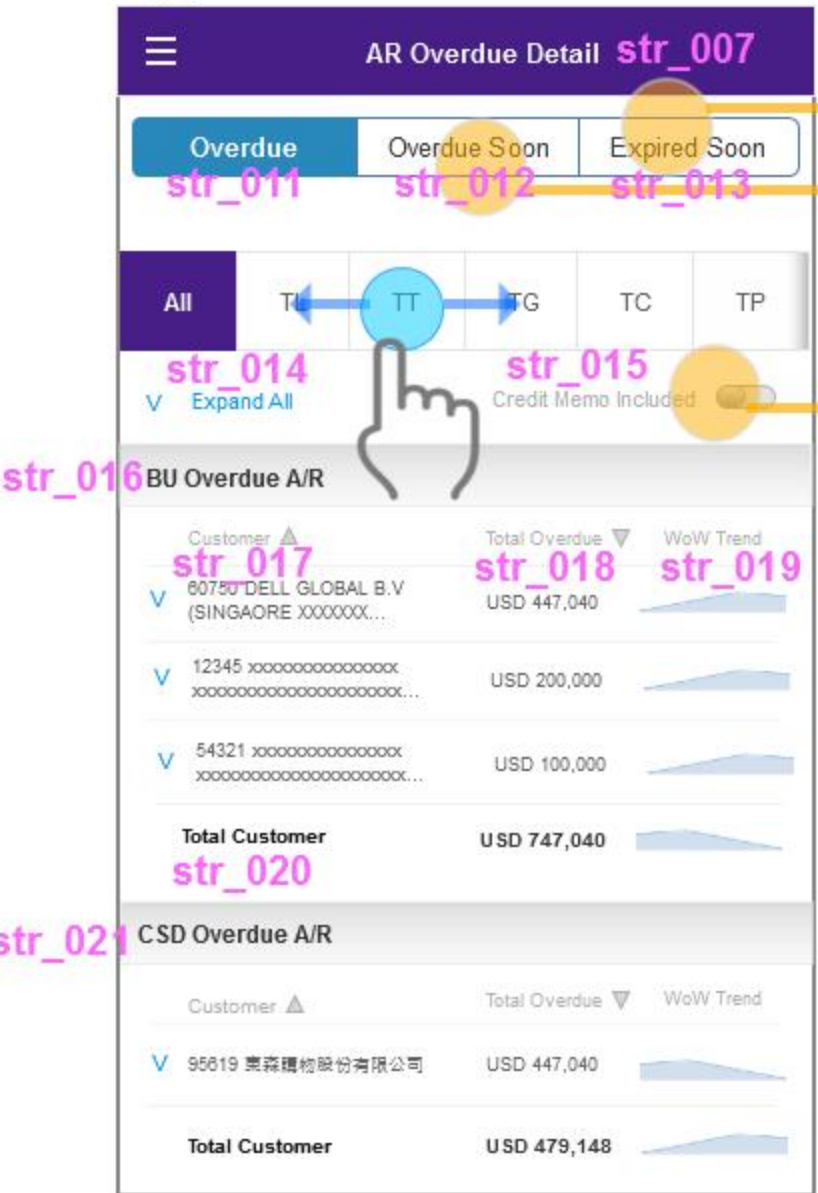 AR Overdue Detail str_007
Overdue Overdue Soon Expired Soon
str_011 str_012 str_013
All TL TT TG TC TP
str_014 str_015
V Expand All Credit Memo Included
str_016 BU Overdue A/R
Customer Total Overdue WoW Trend
str_017 str_018 str_019
60750 DELL GLOBAL B.V
V USD 447,040
(SINGAORE XXXXXXX...
12345 xxxxxxxxxxxxxxx
V USD 200,000
xxxxxxxxxxxxxxxxxxxxx...
54321 xxxxxxxxxxxxxxx
V USD 100,000
xxxxxxxxxxxxxxxxxxxxx...
Total Customer USD 747,040
str_020
str_021 CSD Overdue A/R
Customer Total Overdue WoW Trend
V 95619 東森購物股份有限公司 USD 447,040
Total Customer USD 479,148